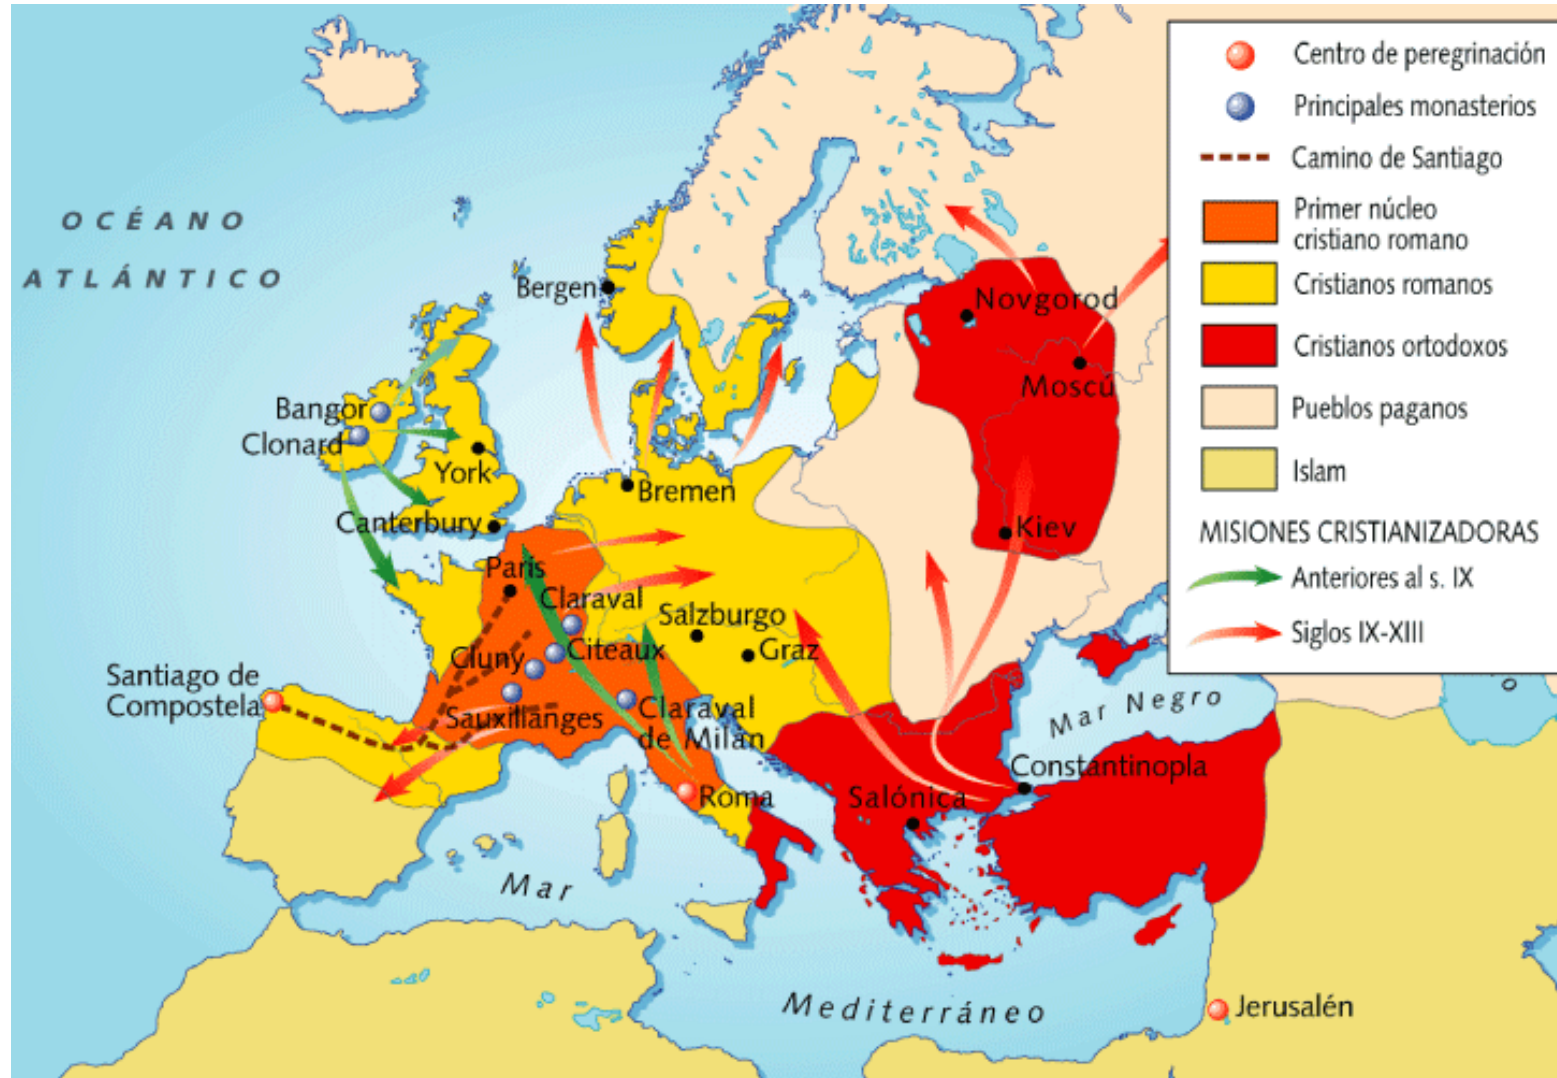 OCÉANO
ATLÁNTICO
Bergen
Bangor
Clonard
York
Canterbury
Bremen
Paris
Claraval
Salzburgo
Graz
Cluny
Citeaux
Santiago de
Compostela
Sauxillanges
Claraval
de Milán
Roma
Novgorod
Moscú
Kiev
Mar Negro
Constantinopla
Salónica
Mar
Mediterráneo
Jerusalén
Centro de peregrinación
Principales monasterios
Camino de Santiago
Primer núcleo
cristiano romano
Cristianos romanos
Cristianos ortodoxos
Pueblos paganos
Islam
MISIONES CRISTIANIZADORAS
Anteriores al s. IX
Siglos IX-XIII